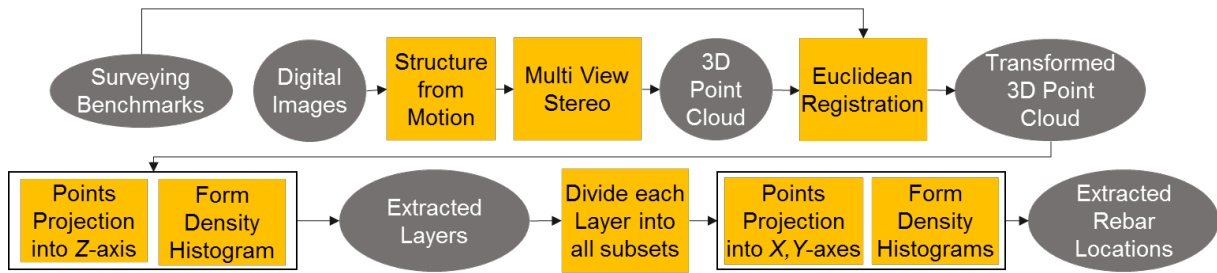 Surveying
Benchmarks
Digital
Images
Structure
from
Motion
Multi View
Stereo
3D
Point
Cloud
Euclidean
Registration
Transformed
3D Point
Cloud
Points
Projection
into Z-axis
Form
Density
Histogram
Extracted
Layers
Divide each
Layer into
all subsets
Points
Projection
into X,Y-axes
Form
Density
Histograms
Extracted
Rebar
Locations